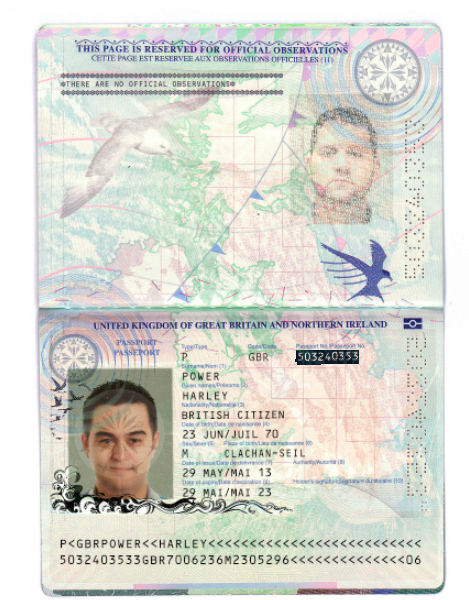 THIS PAGE IS RESERVED FOR OFFICIAL OBSERVATIONS
CETTE PAGE EST RESERVEE AUX OBSERVATIONS OFFICIELLES (11)
THERE ARE NO OFFICIAL OBSERVATIONS
UNITED KINGDOM OF GREAT BRITAIN AND NORTHERN IRELAND
PASSPORT
PASSEPORT
Type/Type Code/Code Passport No./Passeport No.
P GBR 503240353
Surname/Nom (1)
POWER
Given names/Prénoms (2)
HARLEY
Nationality/Nationalité (3)
BRITISH CITIZEN
Date of birth/Date de naissance (4)
23 JUN/JUIL 70
Sex/Sexe (5) Place of birth/Lieu de naissance (6)
M CLACHAN-SEIL
Date of issue/Date de délivrance (7) Authority/Autorité (8)
29 MAY/MAI 13
Date of expiry/Date d'expiration (9) Holder's signature/Signature du titulaire (10)
29 MAI/MAI 23
P<GBRPOWER<<HARLEY<<<<<<<<<<<<<<<<<<<<<<<<<<
5032403533GBR7006236M2305296<<<<<<<<<<<<<<06